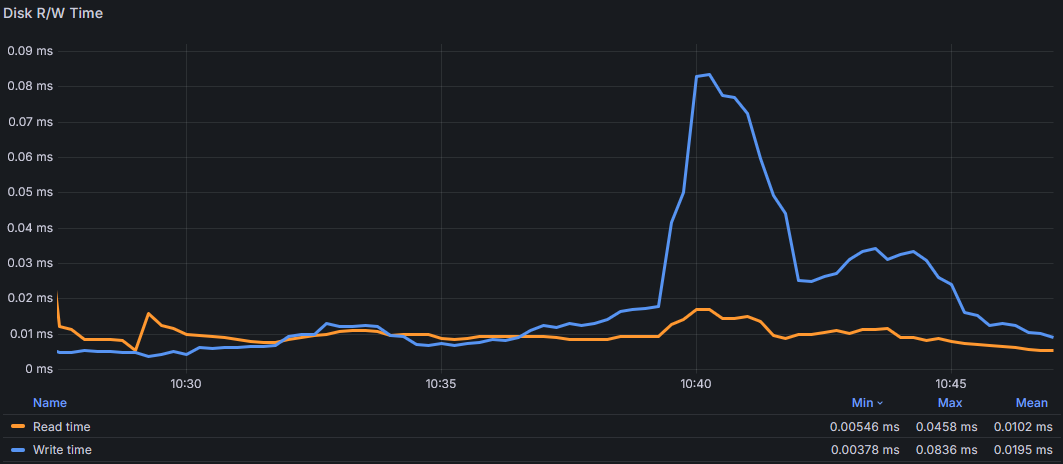 Disk R/W Time
0.09 ms
0.08 ms
0.07 ms
0.06 ms
0.05 ms
0.04 ms
0.03 ms
0.02 ms
0.01 ms
0 ms
10:30 10:35 10:40 10:45
Name Min Max Mean
Read time 0.00546 ms 0.0458 ms 0.0102 ms
Write time 0.00378 ms 0.0836 ms 0.0195 ms